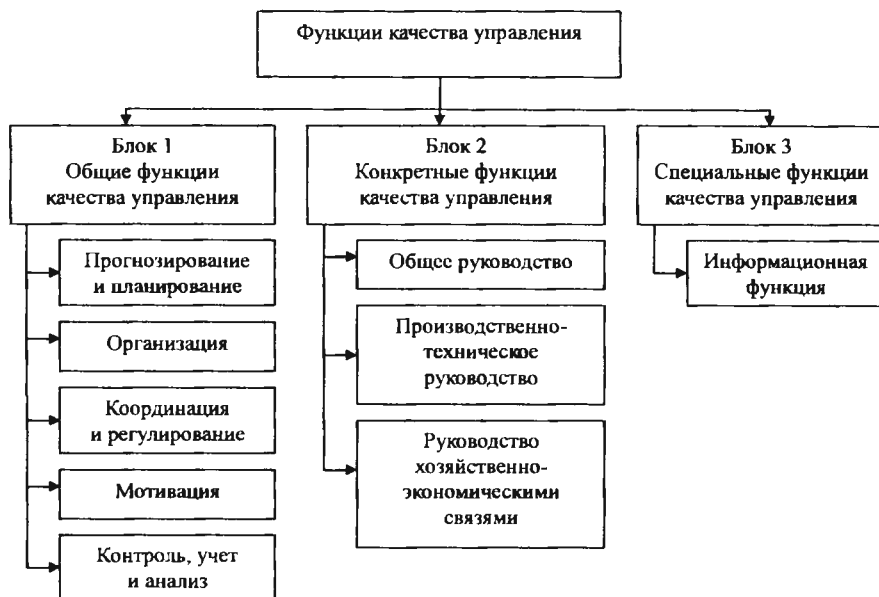 Функции качества управления
Блок 1
Общие функции
качества управления
Прогнозирование
и планирование
Организация
Координация
и регулирование
Мотивация
Контроль, учет
и анализ
Блок 2
Конкретные функции
качества управления
Общее руководство
Производственно-
техническое
руководство
Руководство
хозяйственно-
экономическими
связями
Блок 3
Специальные функции
качества управления
Информационная
функция